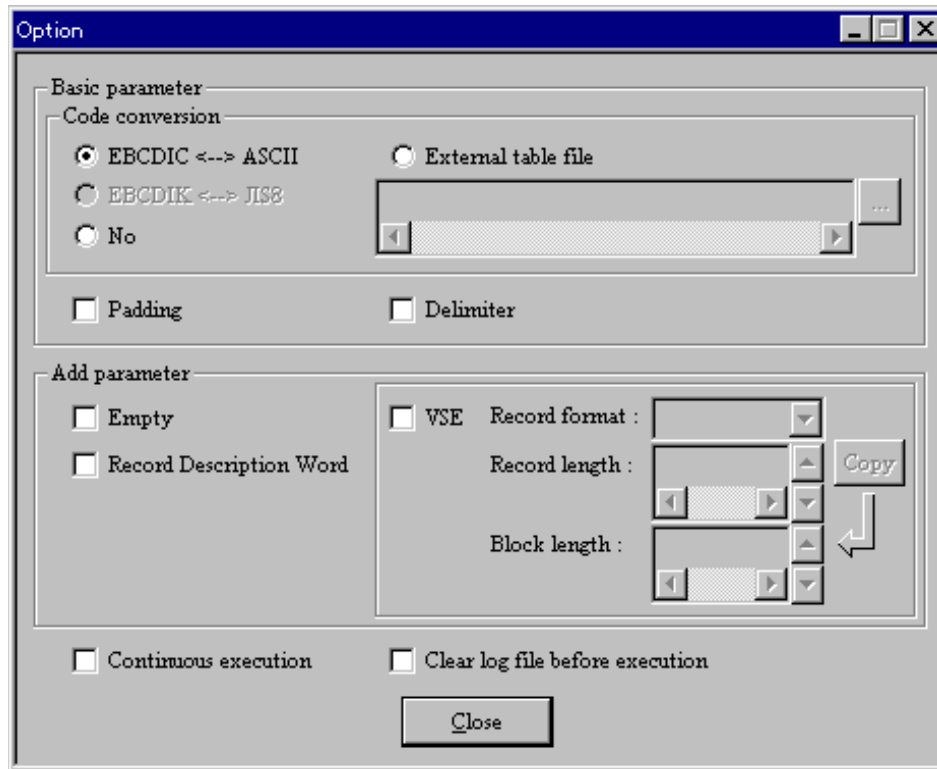 Option
Basic parameter
Code conversion
EBCDIC <--> ASCII
External table file
EBCDIK <--> JIS8
...
No
Padding
Delimiter
Add parameter
Empty
VSE
Record format :
Record Description Word
Record length :
Copy
Block length :
Continuous execution
Clear log file before execution
Close